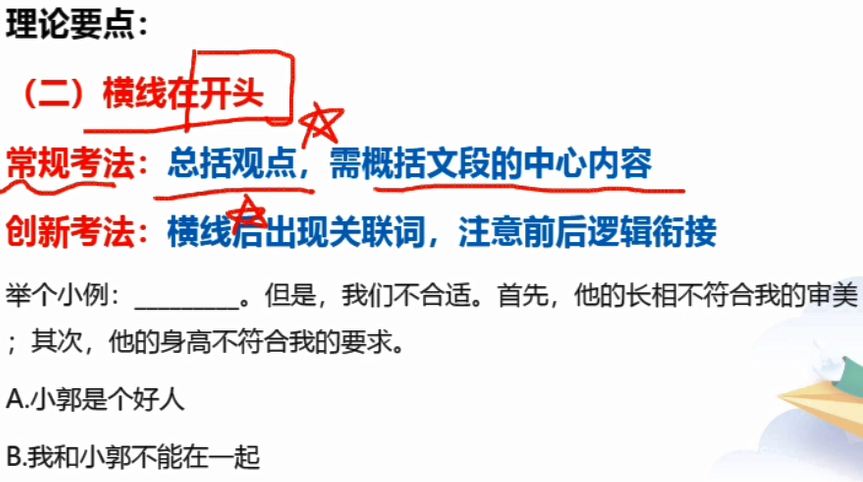 理论要点：
（二）横线在开头
常规考法：总括观点，需概括文段的中心内容
创新考法：横线后出现关联词，注意前后逻辑衔接
举个小例：_________。但是，我们不合适。首先，他的长相不符合我的审美
；其次，他的身高不符合我的要求。
A.小郭是个好人
B.我和小郭不能在一起